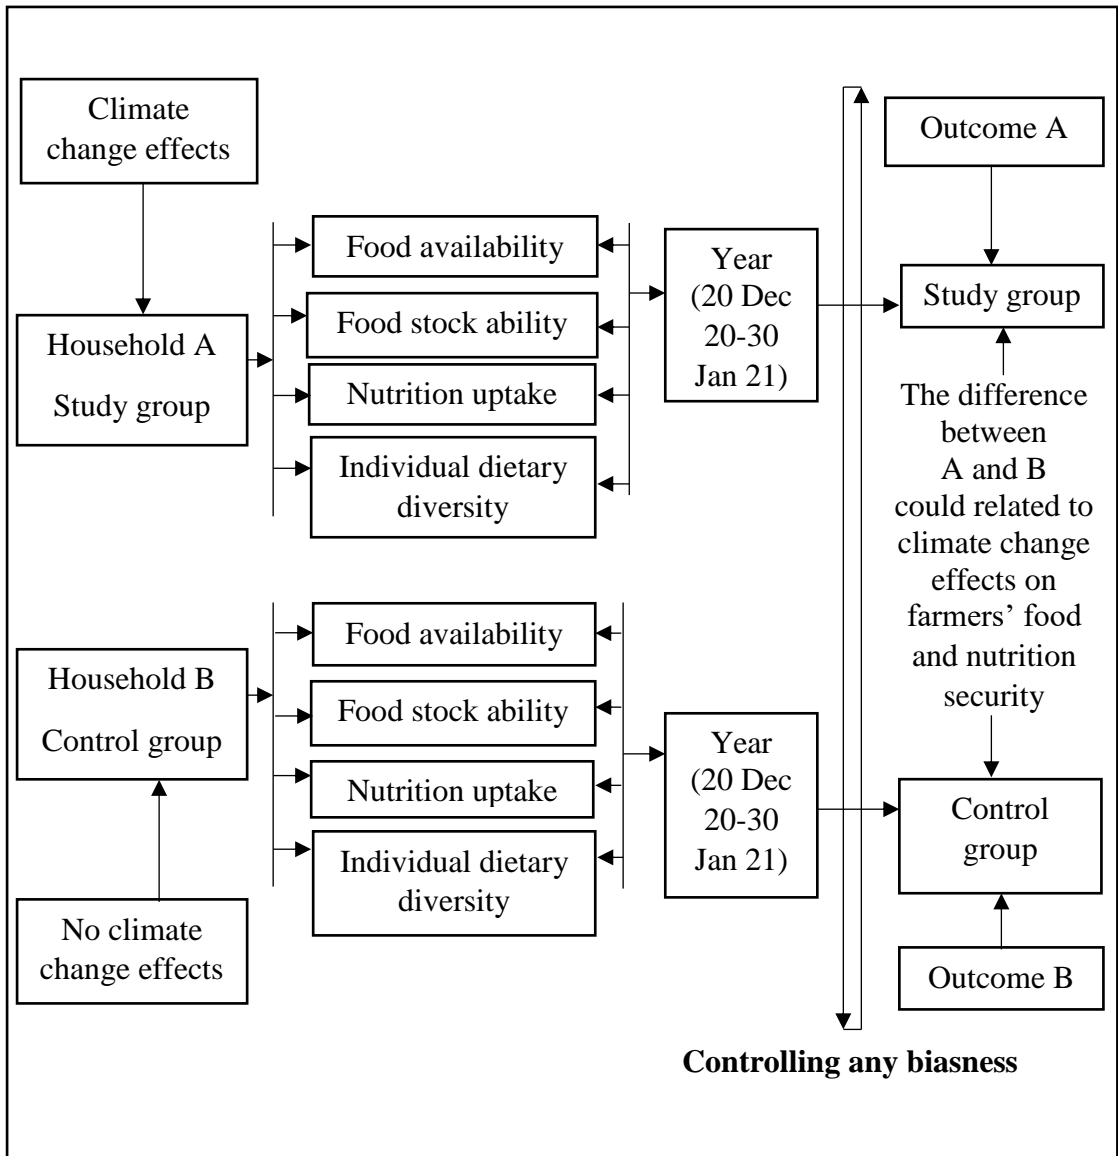 Climate
change effects
Household A
Study group
Food availability
Food stock ability
Nutrition uptake
Individual dietary
diversity
Year
(20 Dec
20-30
Jan 21)
Outcome A
Study group
The difference
between
A and B
could related to
climate change
effects on
farmers’ food
and nutrition
security
Household B
Control group
No climate
change effects
Food availability
Food stock ability
Nutrition uptake
Individual dietary
diversity
Year
(20 Dec
20-30
Jan 21)
Control
group
Outcome B
Controlling any biasness